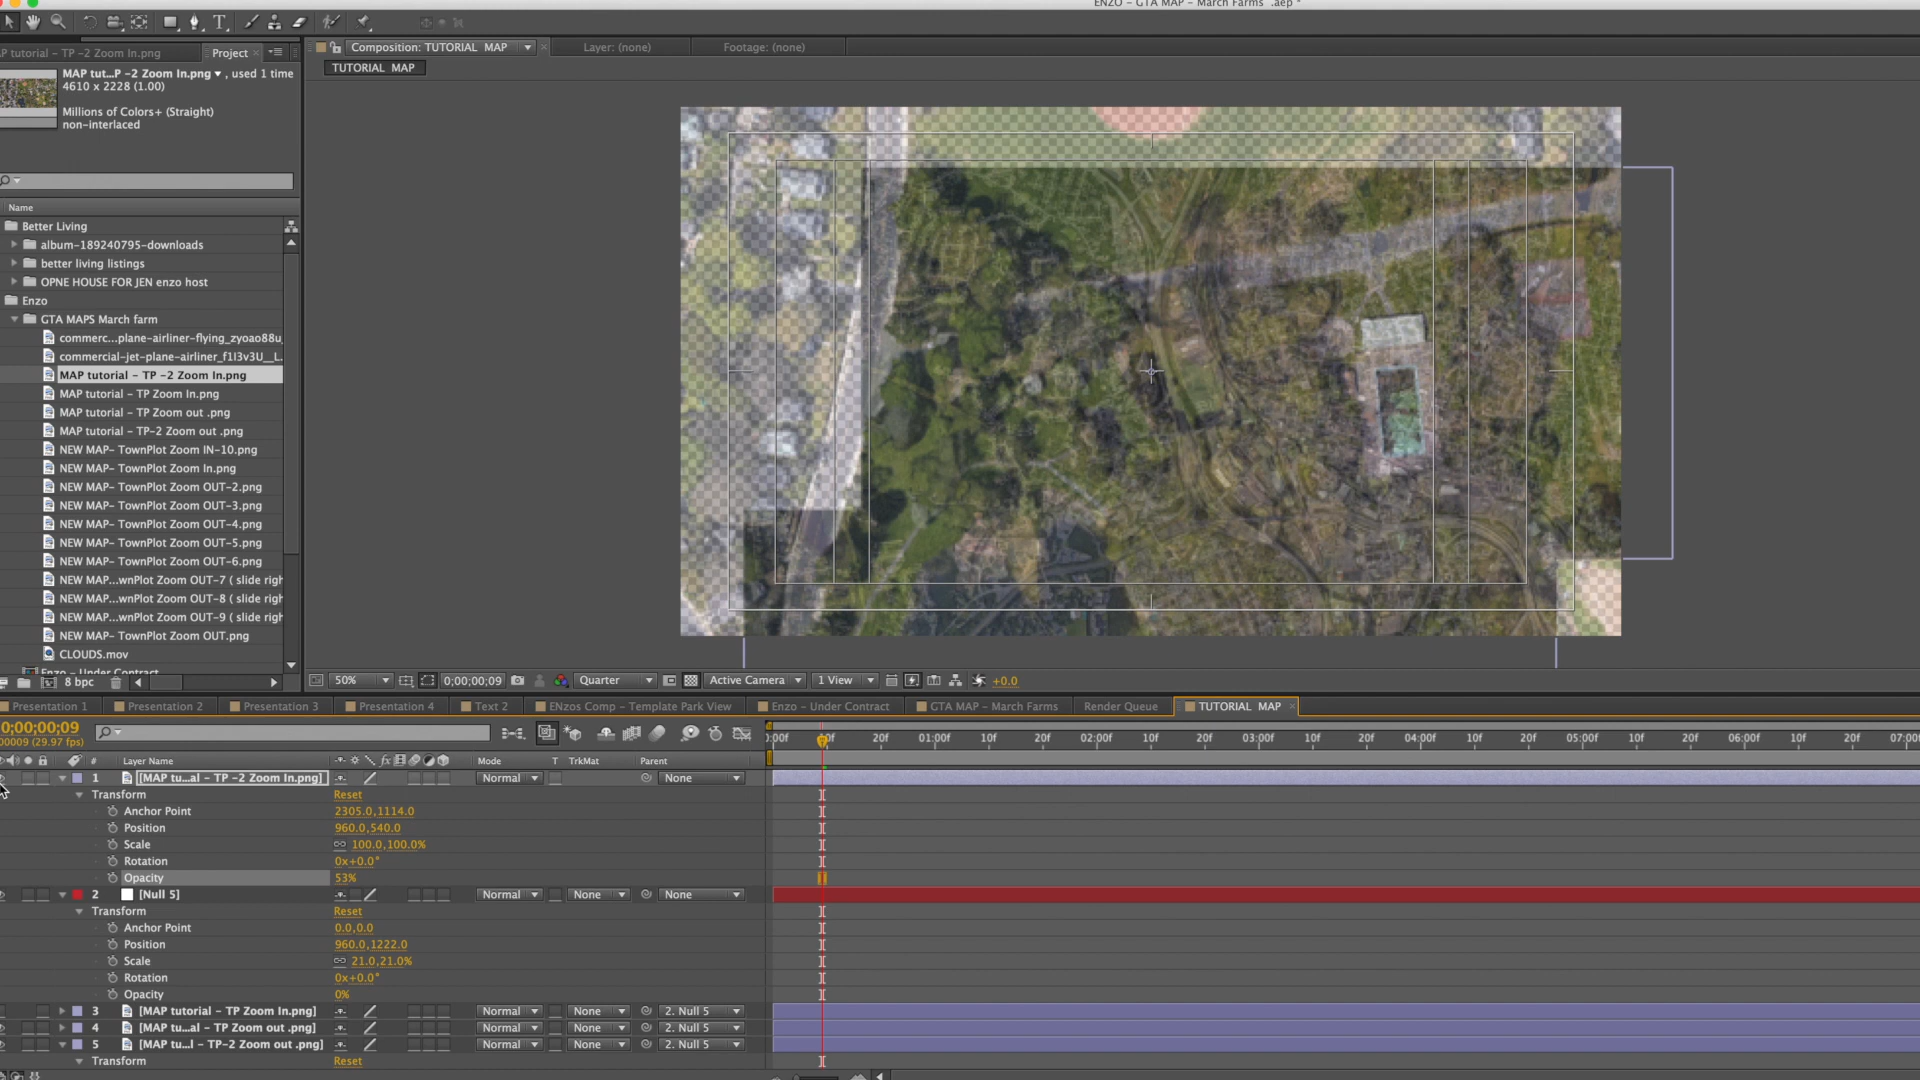 ENZO – GTA MAP – March Farms .aep *
P tutorial – TP –2 Zoom In.png
Project
Composition: TUTORIAL MAP
Layer: (none)
Footage: (none)
TUTORIAL MAP
MAP tut...P –2 Zoom In.png ▾ , used 1 time
4610 x 2228 (1.00)
Millions of Colors+ (Straight)
non-interlaced
Name
Better Living
album-189240795-downloads
better living listings
OPNE HOUSE FOR JEN enzo host
Enzo
GTA MAPS March farm
commerc...plane-airliner-flying_zyoao88u_
commercial-jet-plane-airliner_f1l3v3U__L.
MAP tutorial – TP –2 Zoom In.png
MAP tutorial – TP Zoom In.png
MAP tutorial – TP Zoom out .png
MAP tutorial – TP-2 Zoom out .png
NEW MAP- TownPlot Zoom IN-10.png
NEW MAP- TownPlot Zoom In.png
NEW MAP- TownPlot Zoom OUT-2.png
NEW MAP- TownPlot Zoom OUT-3.png
NEW MAP- TownPlot Zoom OUT-4.png
NEW MAP- TownPlot Zoom OUT-5.png
NEW MAP- TownPlot Zoom OUT-6.png
NEW MAP...wnPlot Zoom OUT-7 ( slide righ
NEW MAP...wnPlot Zoom OUT-8 ( slide righ
NEW MAP...wnPlot Zoom OUT-9 ( slide righ
NEW MAP- TownPlot Zoom OUT.png
CLOUDS.mov
Enzo – Under Contract
8 bpc
50%
0;00;00;09
Quarter
Active Camera
1 View
+0.0
Presentation 1
Presentation 2
Presentation 3
Presentation 4
Text 2
ENzos Comp – Template Park View
Enzo – Under Contract
GTA MAP – March Farms
Render Queue
TUTORIAL MAP
0;00;00;09
00009 (29.97 fps)
0:00f 0f 20f 01:00f 10f 20f 02:00f 10f 20f 03:00f 10f 20f 04:00f 10f 20f 05:00f 10f 20f 06:00f 10f 20f 07:00f
# Layer Name fx Mode T TrkMat Parent
1 [MAP tu...al – TP –2 Zoom In.png] Normal None
Transform Reset
Anchor Point 2305.0,1114.0
Position 960.0,540.0
Scale 100.0,100.0%
Rotation 0x+0.0°
Opacity 53%
2 [Null 5] Normal None None
Transform Reset
Anchor Point 0.0,0.0
Position 960.0,1222.0
Scale 21.0,21.0%
Rotation 0x+0.0°
Opacity 0%
3 [MAP tutorial – TP Zoom In.png] Normal None 2. Null 5
4 [MAP tu...al – TP Zoom out .png] Normal None 2. Null 5
5 [MAP tu...l – TP-2 Zoom out .png] Normal None 2. Null 5
Transform Reset